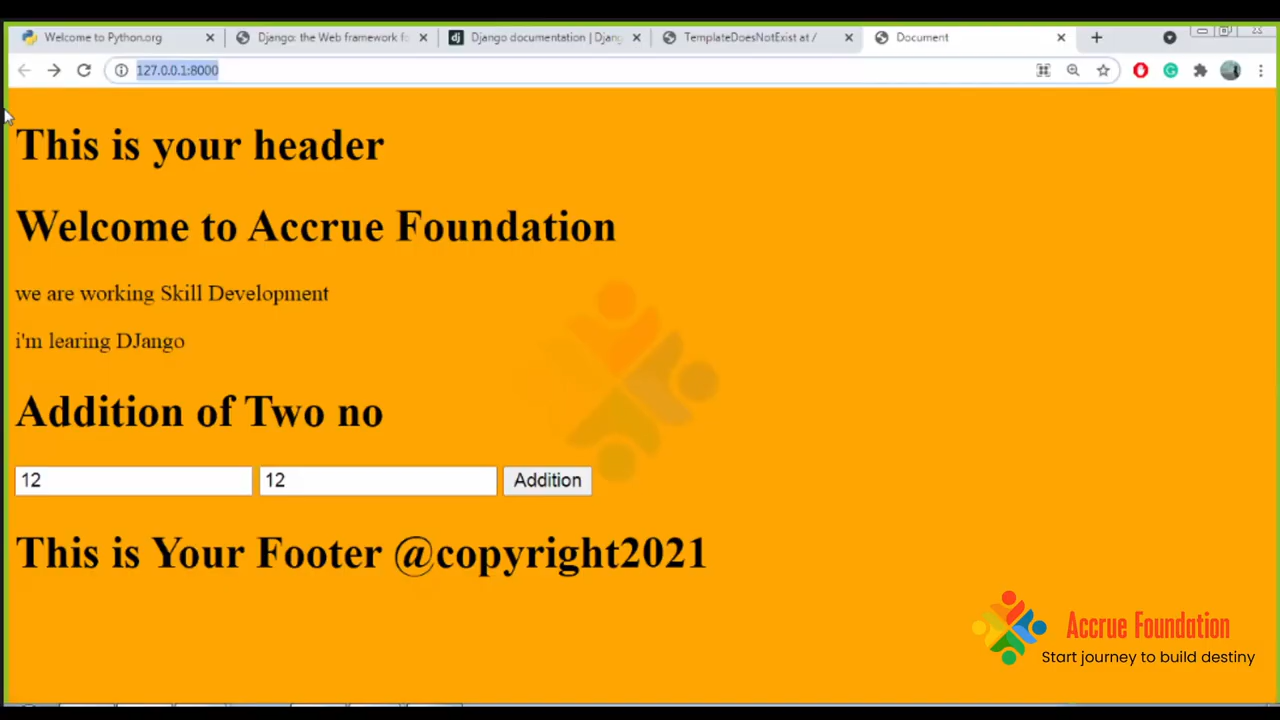 Welcome to Python.org
Django: the Web framework fo
Django documentation | Djang
TemplateDoesNotExist at /
Document
127.0.0.1:8000
This is your header
Welcome to Accrue Foundation
we are working Skill Development
i'm learing DJango
Addition of Two no
12 12 Addition
This is Your Footer @copyright2021
Accrue Foundation
Start journey to build destiny